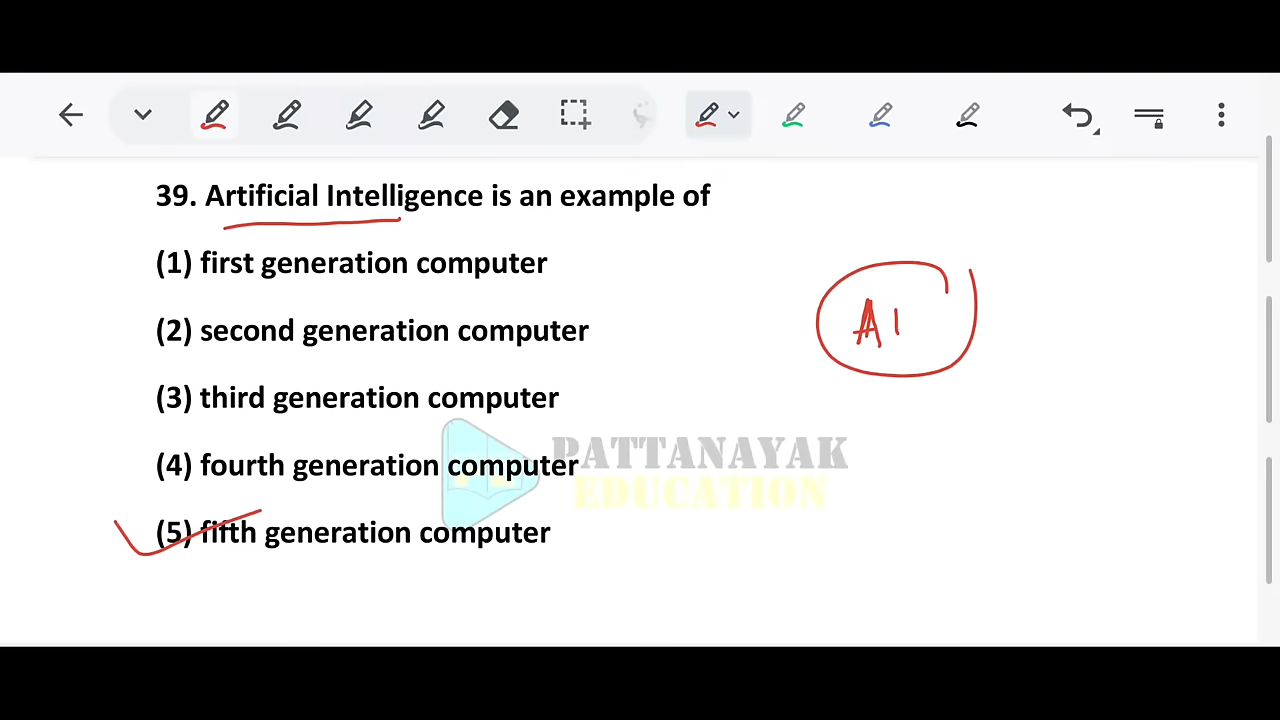 39. Artificial Intelligence is an example of
(1) first generation computer
(2) second generation computer
AI
(3) third generation computer
PATTANAYAK
(4) fourth generation computer
EDUCATION
(5) fifth generation computer